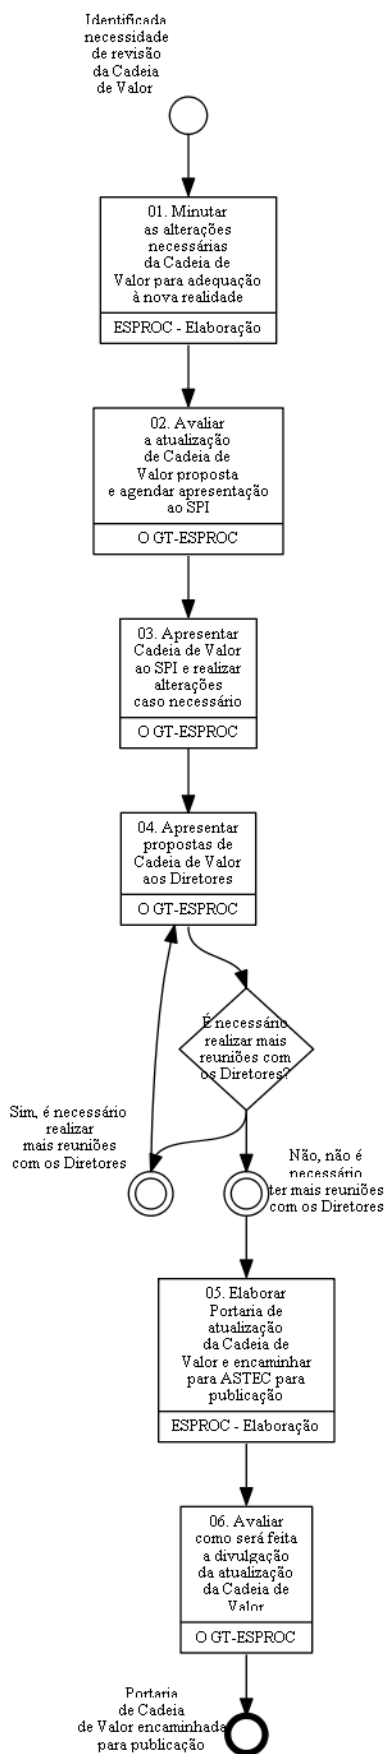 Identificada
necessidade
de revisão
da Cadeia
de Valor
01. Minutar
as alterações
necessárias
da Cadeia de
Valor para adequação
à nova realidade
ESPROC - Elaboração
02. Avaliar
a atualização
de Cadeia de
Valor proposta
e agendar apresentação
ao SPI
O GT-ESPROC
03. Apresentar
Cadeia de Valor
ao SPI e realizar
alterações
caso necessário
O GT-ESPROC
04. Apresentar
propostas de
Cadeia de Valor
aos Diretores
O GT-ESPROC
É necessário
realizar mais
reuniões com
os Diretores?
Sim, é necessário
realizar
mais reuniões
com os Diretores
Não, não é
necessário
ter mais reuniões
com os Diretores
05. Elaborar
Portaria de
atualização
da Cadeia de
Valor e encaminhar
para ASTEC para
publicação
ESPROC - Elaboração
06. Avaliar
como será feita
a divulgação
da atualização
da Cadeia de
Valor
O GT-ESPROC
Portaria
de Cadeia
de Valor encaminhada
para publicação